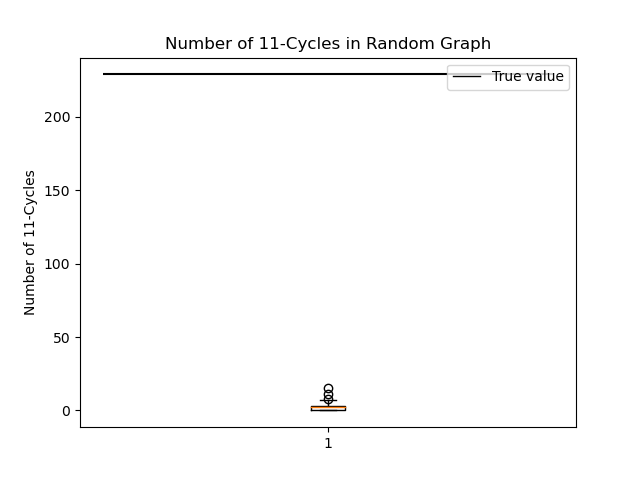 Number of 11-Cycles in Random Graph
True value
Number of 11-Cycles
200
150
100
50
0
1